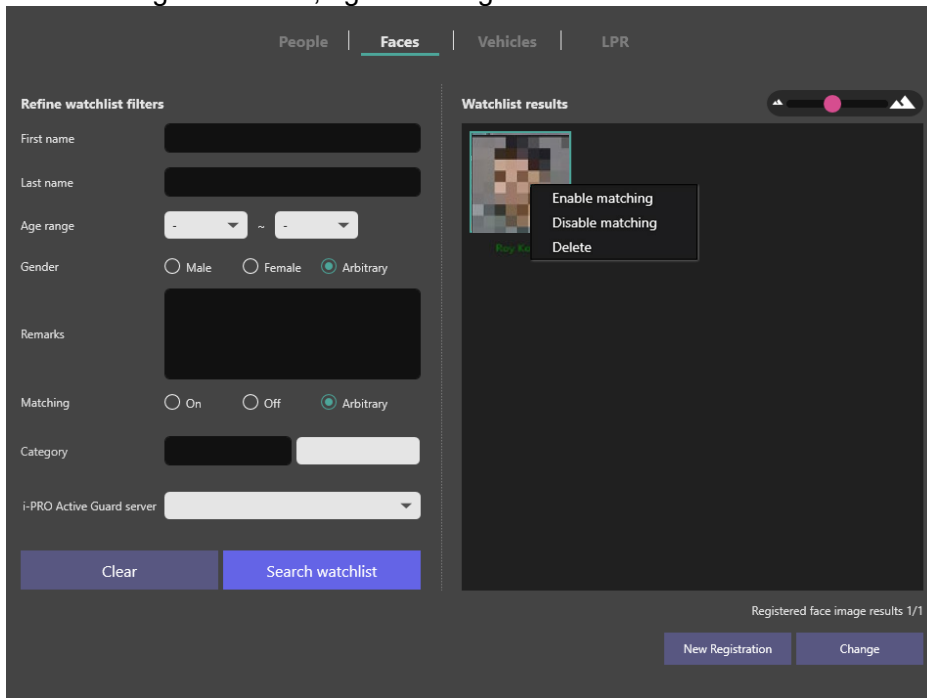 People | Faces | Vehicles | LPR
Refine watchlist filters
First name
Last name
Age range - ~ -
Gender Male Female Arbitrary
Remarks
Matching On Off Arbitrary
Category
i-PRO Active Guard server
Clear Search watchlist
Watchlist results
Enable matching
Disable matching
Delete
Roy
Registered face image results 1/1
New Registration Change